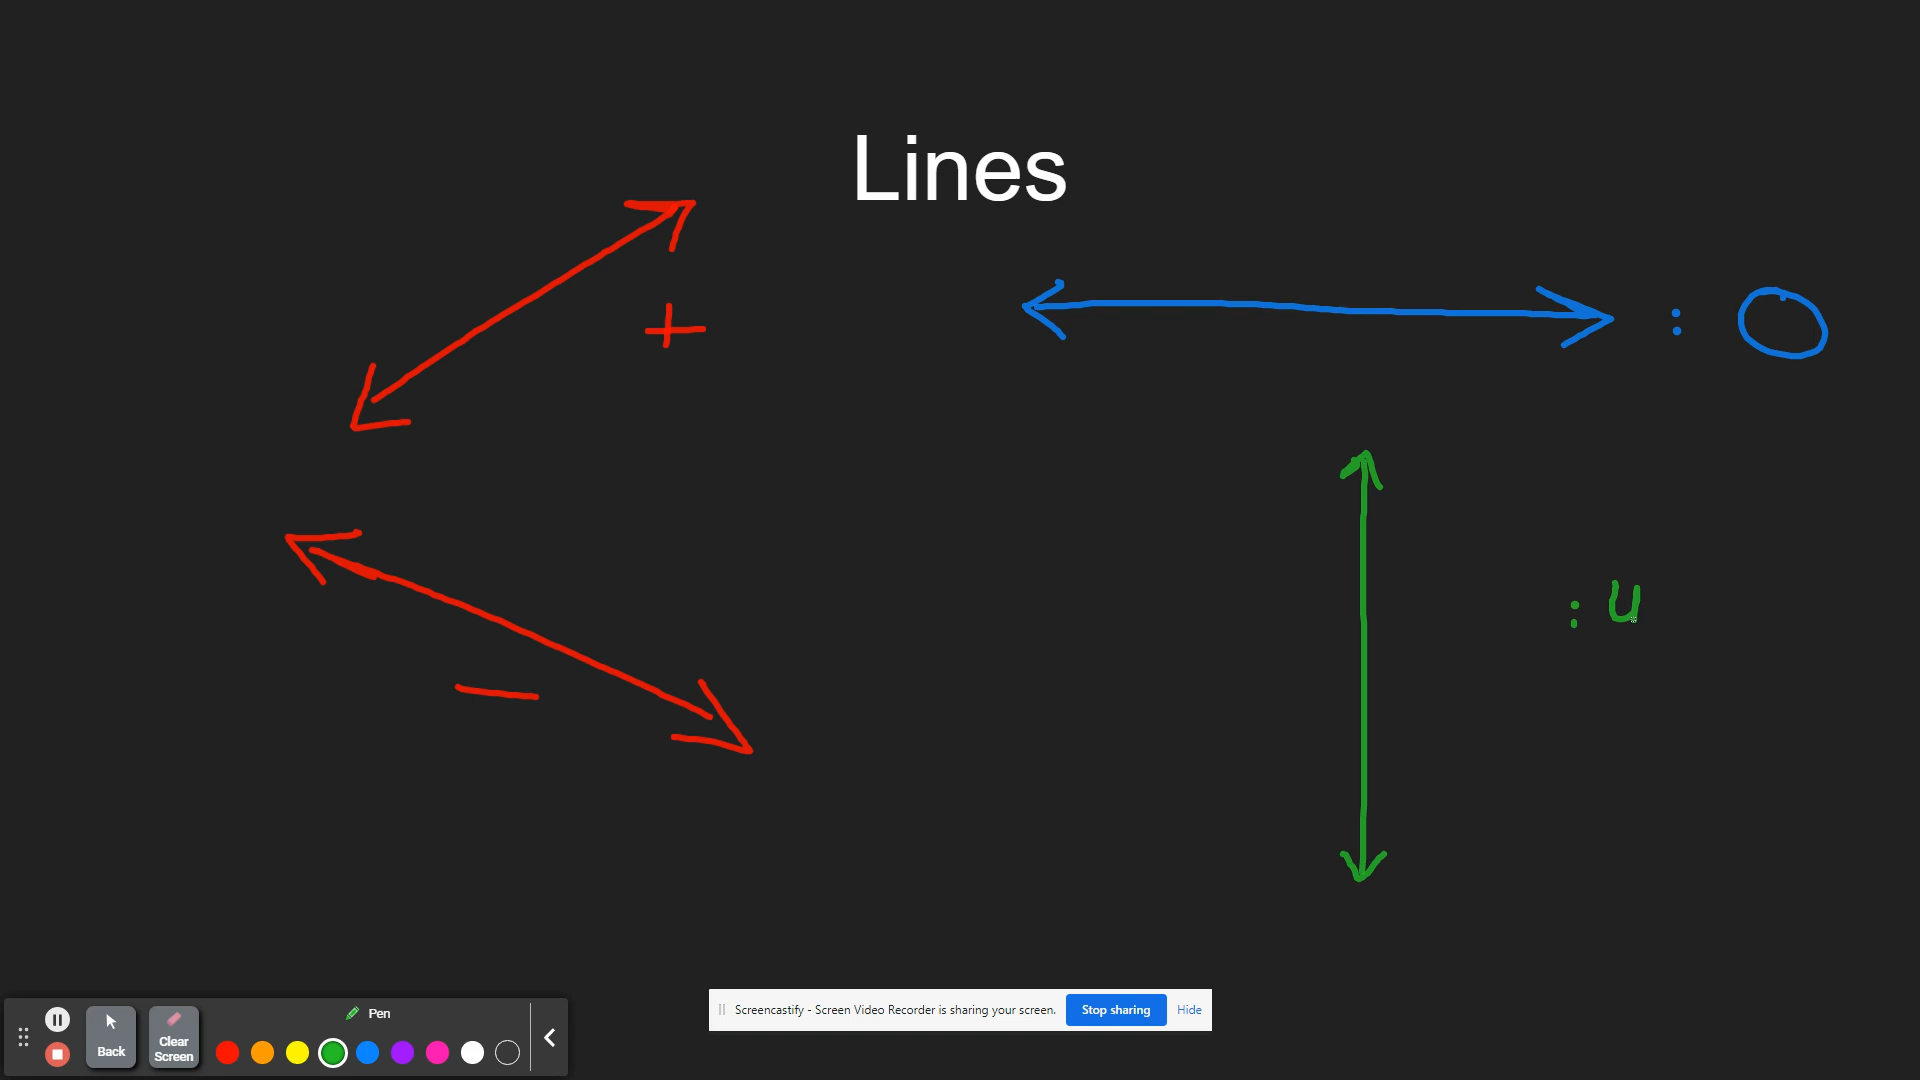 Lines
+
: 0
: u
−
Pen
Back
Clear
Screen
Screencastify - Screen Video Recorder is sharing your screen.
Stop sharing
Hide